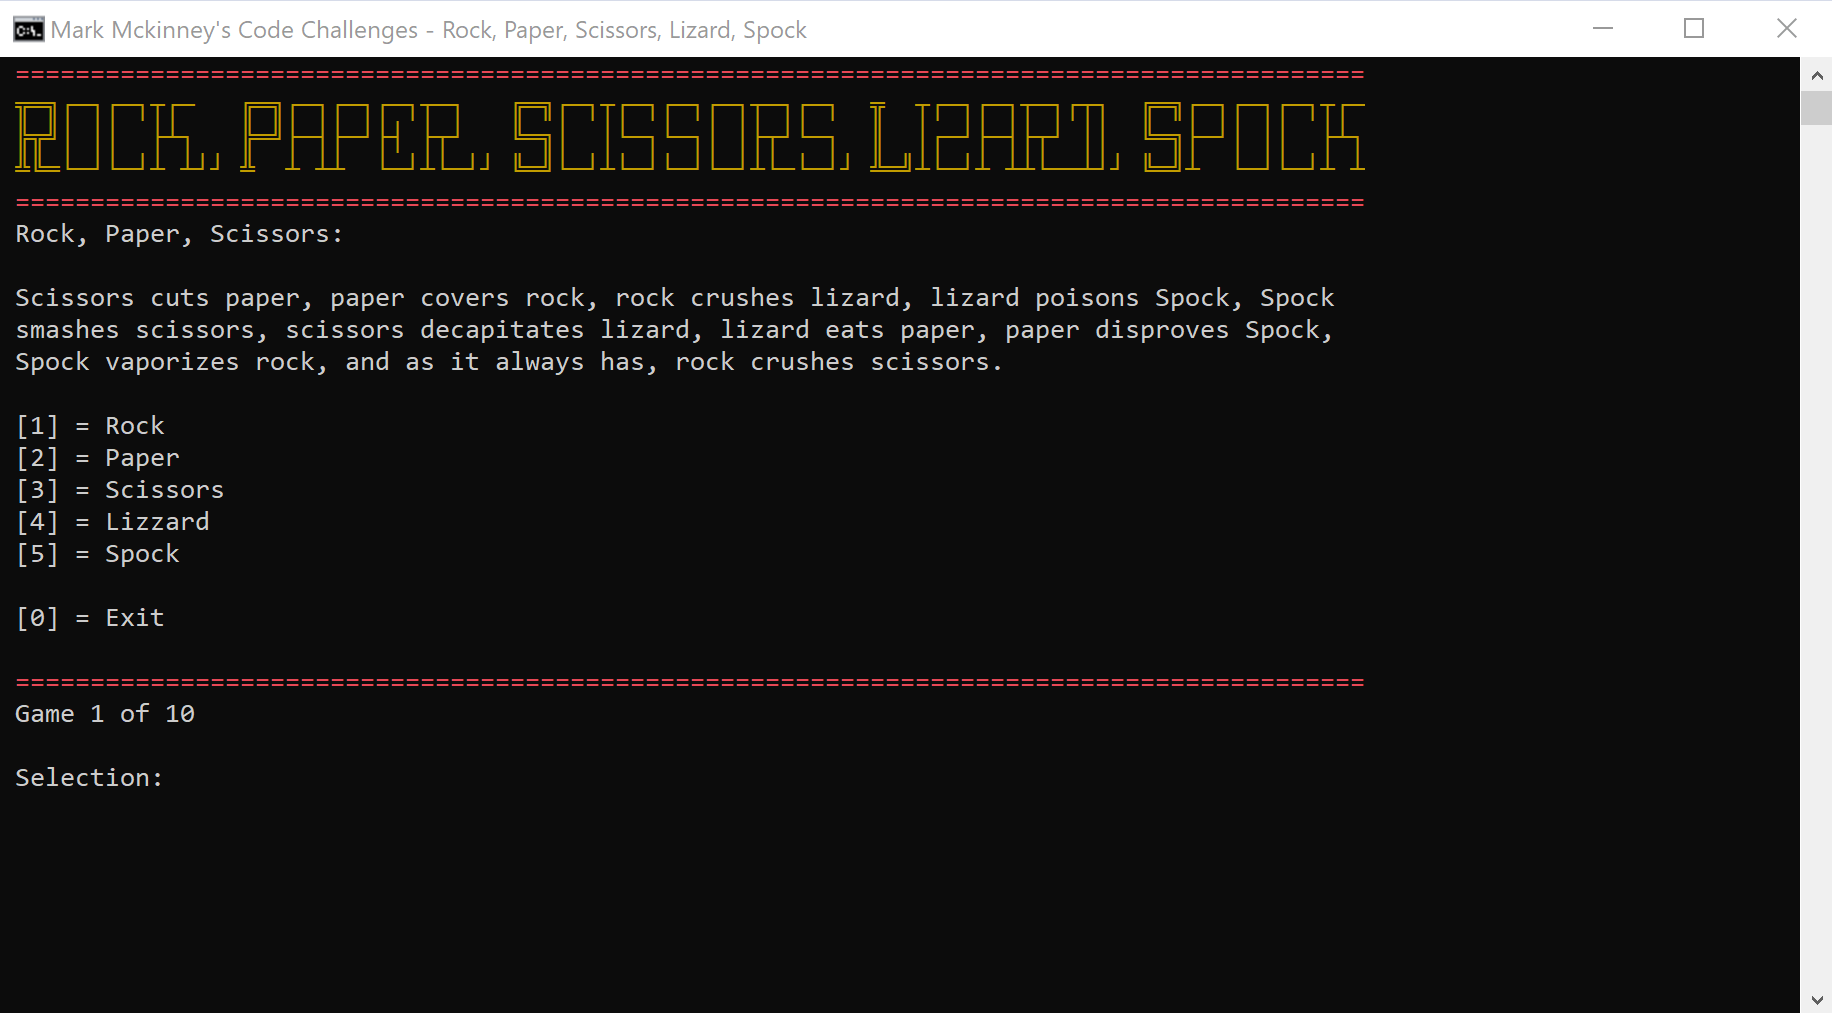 Mark Mckinney's Code Challenges - Rock, Paper, Scissors, Lizard, Spock
==========================================================================================
ROCK, PAPER, SCISSORS, LIZARD, SPOCK
==========================================================================================
Rock, Paper, Scissors:
Scissors cuts paper, paper covers rock, rock crushes lizard, lizard poisons Spock, Spock
smashes scissors, scissors decapitates lizard, lizard eats paper, paper disproves Spock,
Spock vaporizes rock, and as it always has, rock crushes scissors.
[1] = Rock
[2] = Paper
[3] = Scissors
[4] = Lizzard
[5] = Spock
[0] = Exit
==========================================================================================
Game 1 of 10
Selection: